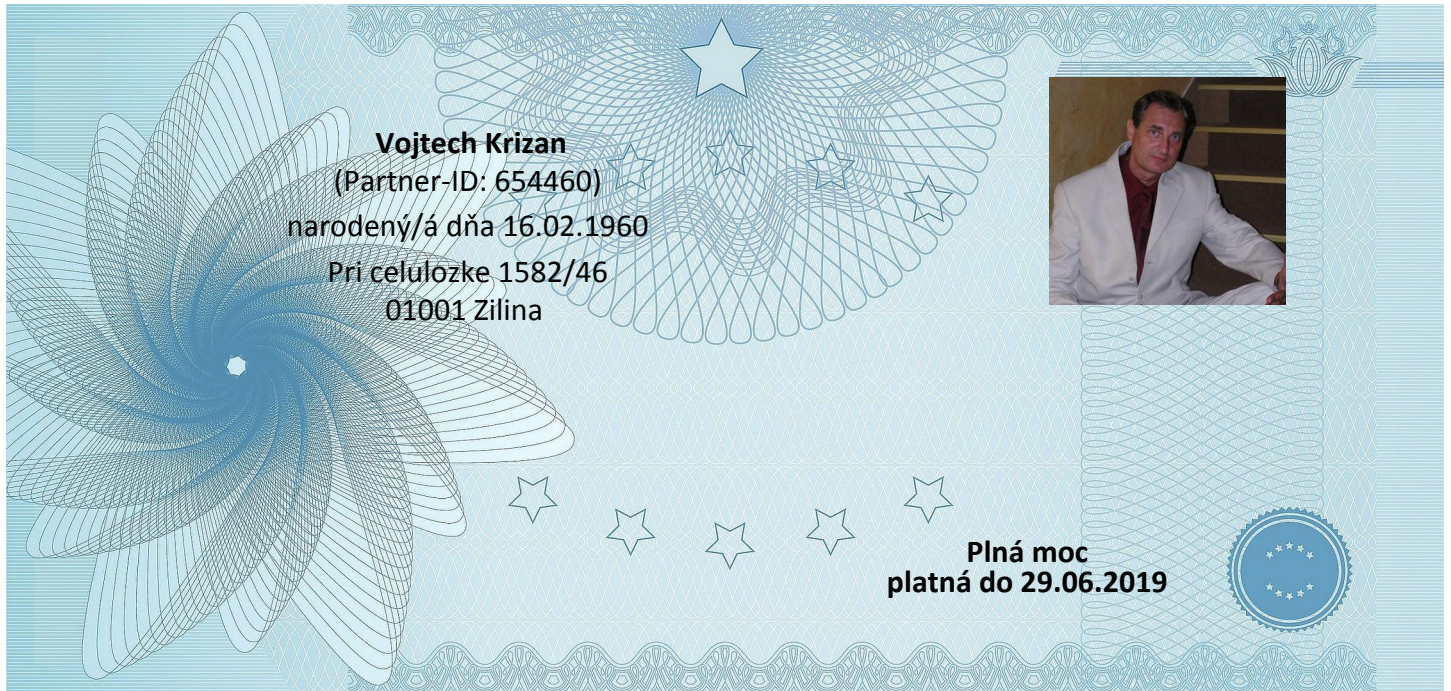 Vojtech Krizan
(Partner-ID: 654460)
narodený/á dňa 16.02.1960
Pri celulozke 1582/46
01001 Zilina
Plná moc
platná do 29.06.2019